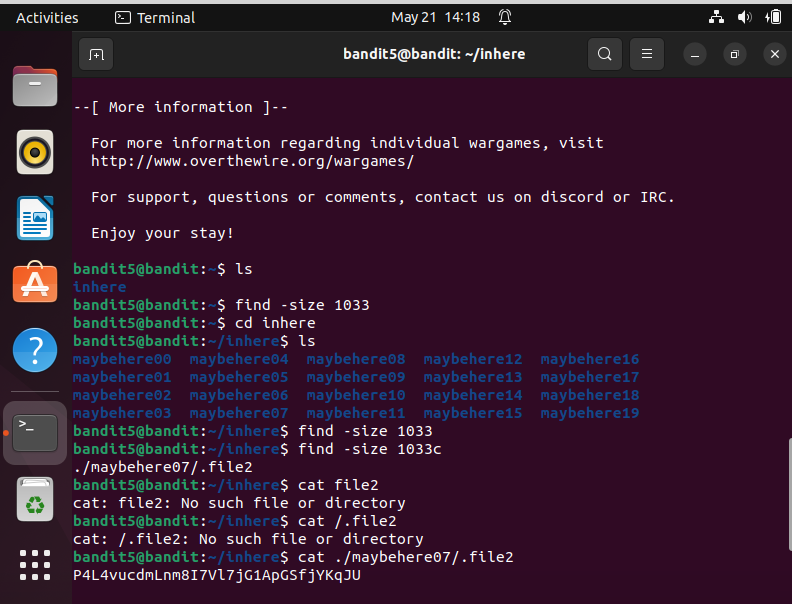 Activities Terminal May 21 14:18
bandit5@bandit: ~/inhere
--[ More information ]--
For more information regarding individual wargames, visit
http://www.overthewire.org/wargames/
For support, questions or comments, contact us on discord or IRC.
Enjoy your stay!
bandit5@bandit:~$ ls
inhere
bandit5@bandit:~$ find -size 1033
bandit5@bandit:~$ cd inhere
bandit5@bandit:~/inhere$ ls
maybehere00 maybehere04 maybehere08 maybehere12 maybehere16
maybehere01 maybehere05 maybehere09 maybehere13 maybehere17
maybehere02 maybehere06 maybehere10 maybehere14 maybehere18
maybehere03 maybehere07 maybehere11 maybehere15 maybehere19
bandit5@bandit:~/inhere$ find -size 1033
bandit5@bandit:~/inhere$ find -size 1033c
./maybehere07/.file2
bandit5@bandit:~/inhere$ cat file2
cat: file2: No such file or directory
bandit5@bandit:~/inhere$ cat /.file2
cat: /.file2: No such file or directory
bandit5@bandit:~/inhere$ cat ./maybehere07/.file2
P4L4vucdmLnm8I7Vl7jG1ApGSfjYKqJU